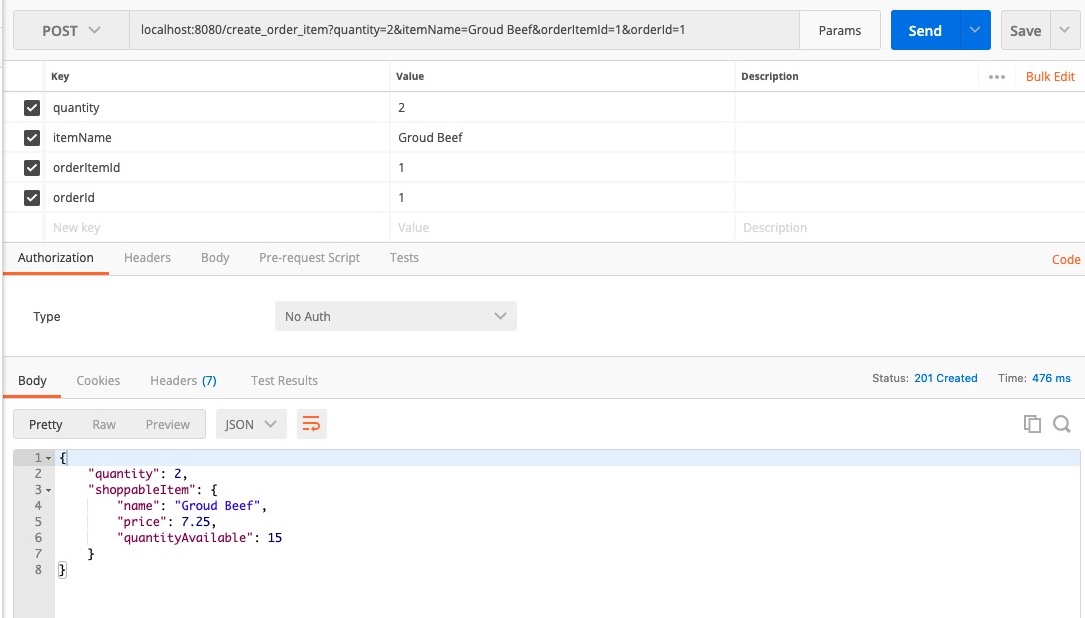 POST localhost:8080/create_order_item?quantity=2&itemName=Groud Beef&orderItemId=1&orderId=1 Params Send Save
Key Value Description ••• Bulk Edit
quantity 2
itemName Groud Beef
orderItemId 1
orderId 1
New key Value Description
Authorization Headers Body Pre-request Script Tests Code
Type No Auth
Body Cookies Headers (7) Test Results Status: 201 Created Time: 476 ms
Pretty Raw Preview JSON
1 {
2 "quantity": 2,
3 "shoppableItem": {
4 "name": "Groud Beef",
5 "price": 7.25,
6 "quantityAvailable": 15
7 }
8 }